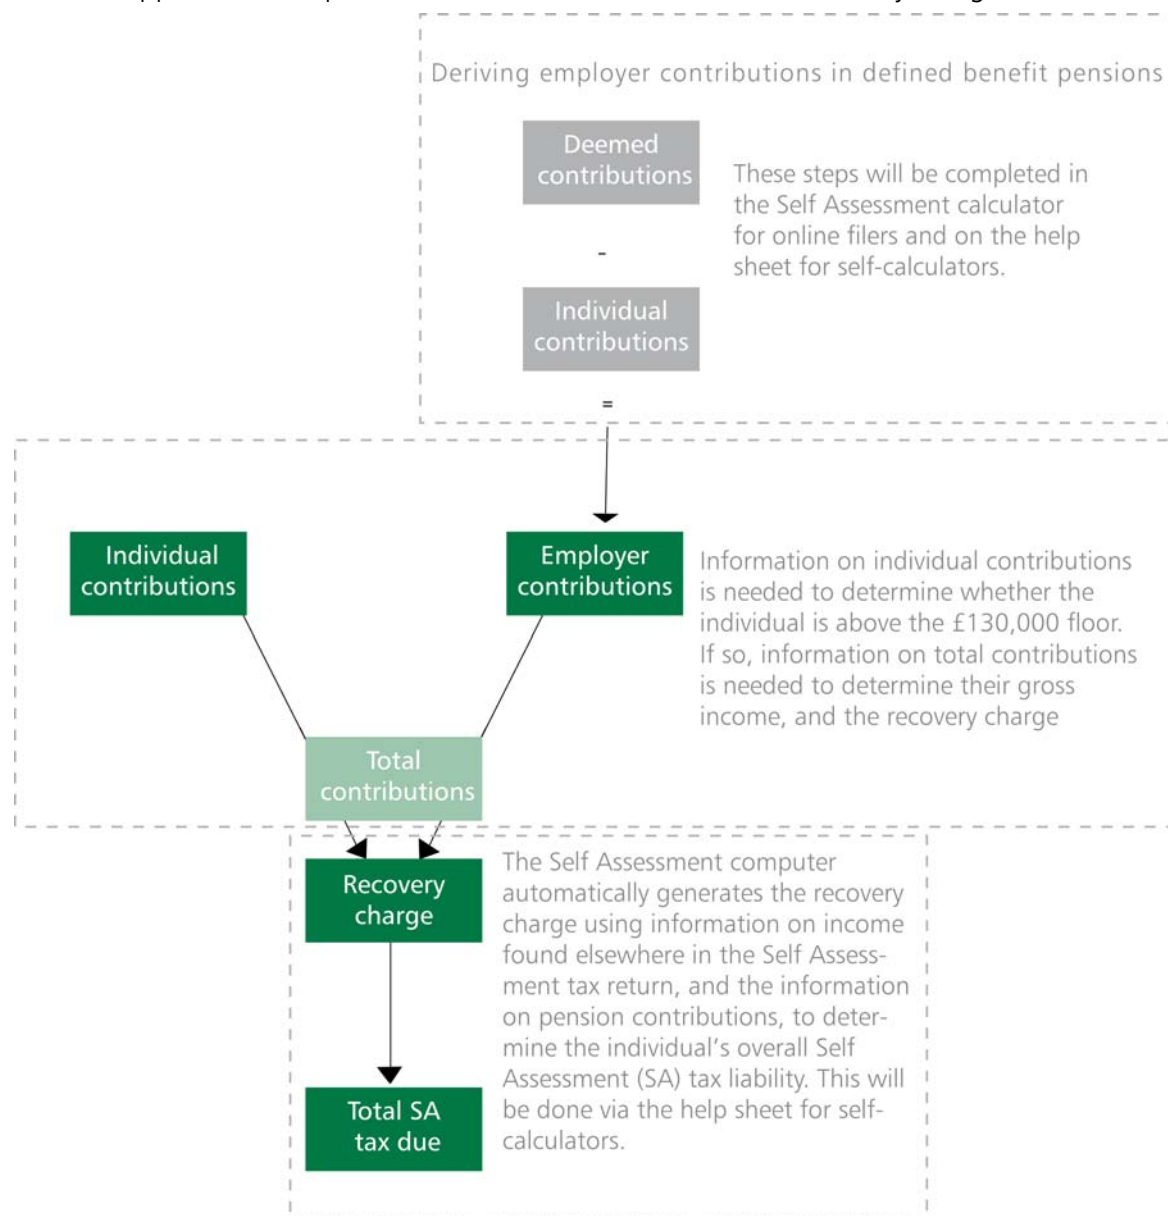 Deriving employer contributions in defined benefit pensions
Deemed
contributions
These steps will be completed in
the Self Assessment calculator
for online filers and on the help
sheet for self-calculators.
-
Individual
contributions
=
Individual
contributions
Employer
contributions
Information on individual contributions
is needed to determine whether the
individual is above the £130,000 floor.
If so, information on total contributions
is needed to determine their gross
income, and the recovery charge
Total
contributions
Recovery
charge
The Self Assessment computer
automatically generates the recovery
charge using information on income
found elsewhere in the Self Assess-
ment tax return, and the information
on pension contributions, to deter-
mine the individual's overall Self
Assessment (SA) tax liability. This will
be done via the help sheet for self-
calculators.
Total SA
tax due